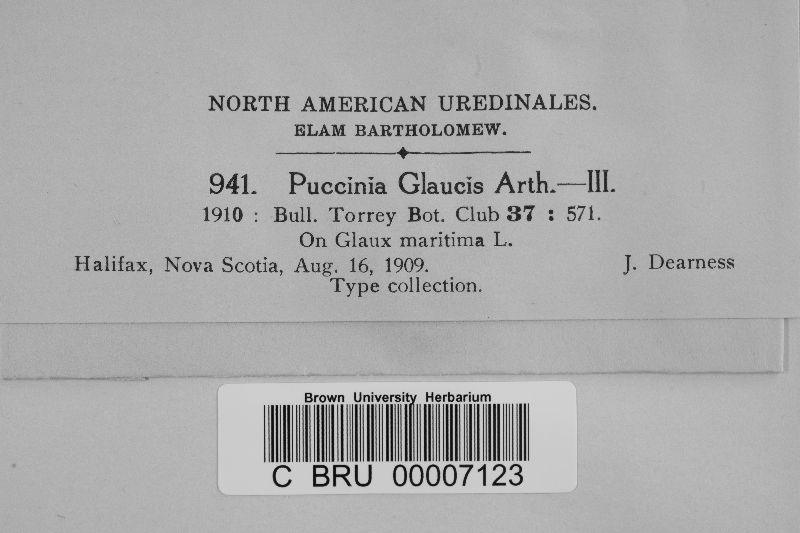 NORTH AMERICAN UREDINALES.
ELAM BARTHOLOMEW.
941. Puccinia Glaucis Arth.—III.
1910 : Bull. Torrey Bot. Club 37 : 571.
On Glaux maritima L.
Halifax, Nova Scotia, Aug. 16, 1909. J. Dearness
Type collection.
Brown University Herbarium
C BRU 00007123